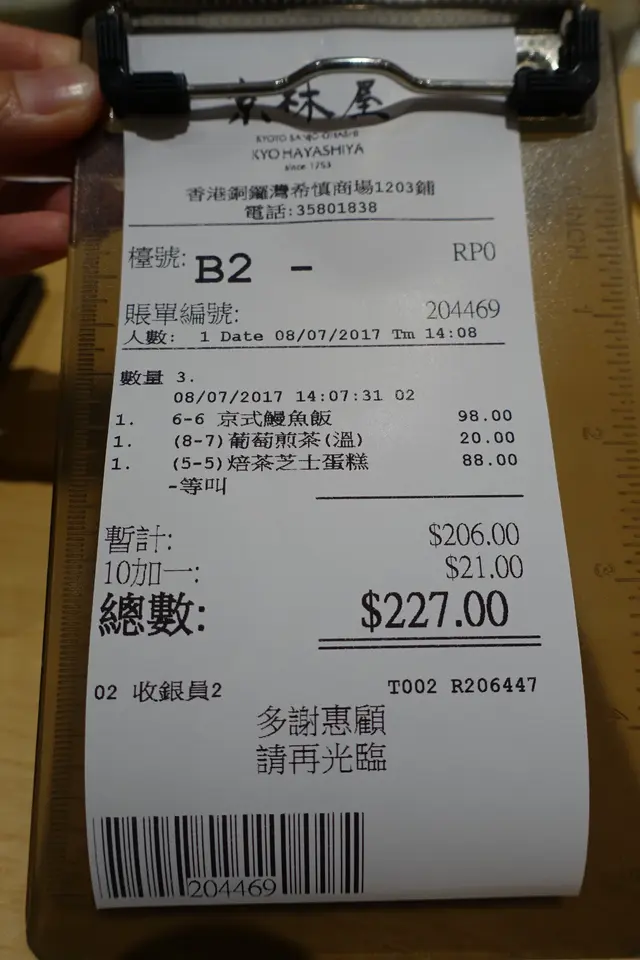 京林屋
KYOTO SANJO-OHASHI
KYO HAYASHIYA
since 1753
香港銅鑼灣希慎商場1203鋪
電話:35801838
檯號: B2 - RP0
賬單編號: 204469
人數: 1 Date 08/07/2017 Tm 14:08
數量 3.
08/07/2017 14:07:31 02
1. 6-6 京式鰻魚飯 98.00
1. (8-7)葡萄煎茶(溫) 20.00
1. (5-5)焙茶芝士蛋糕 88.00
-等叫
暫計: $206.00
10加一: $21.00
總數: $227.00
02 收銀員2 T002 R206447
多謝惠顧
請再光臨
204469
INCH
1
2
3